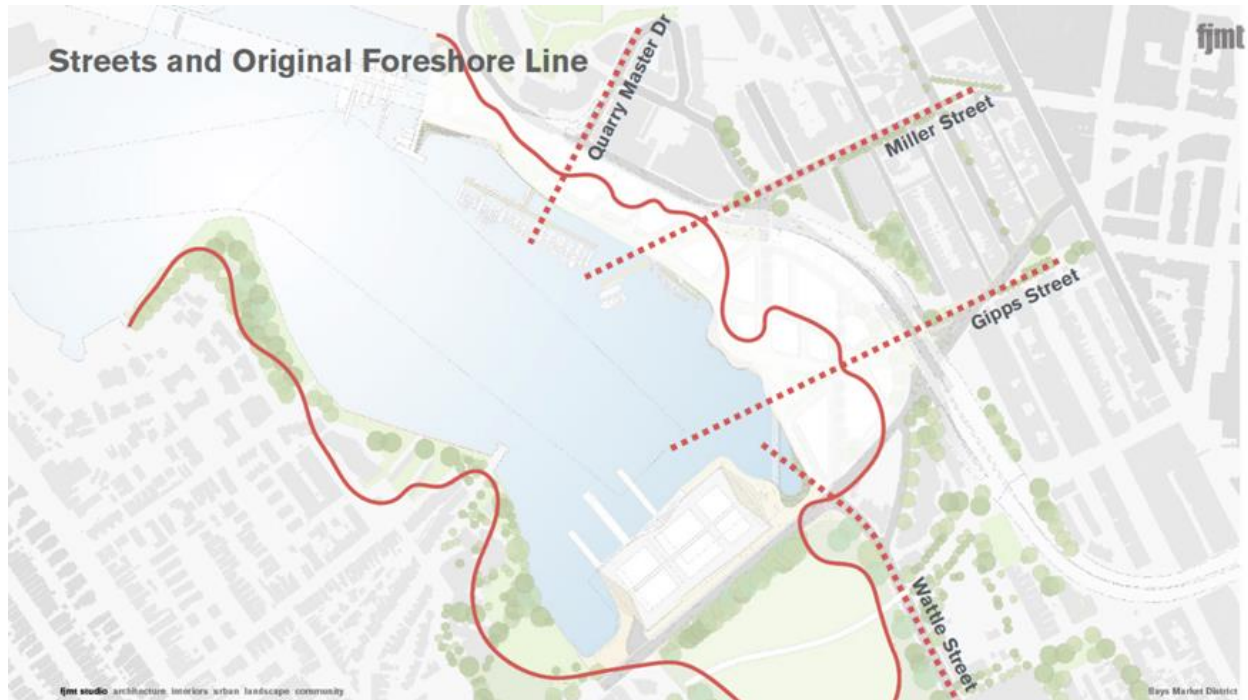 Streets and Original Foreshore Line
fjmt
Quarry Master Dr
Miller Street
Gipps Street
Wattle Street
fjmt studio architecture interiors urban landscape community
Bays Market District